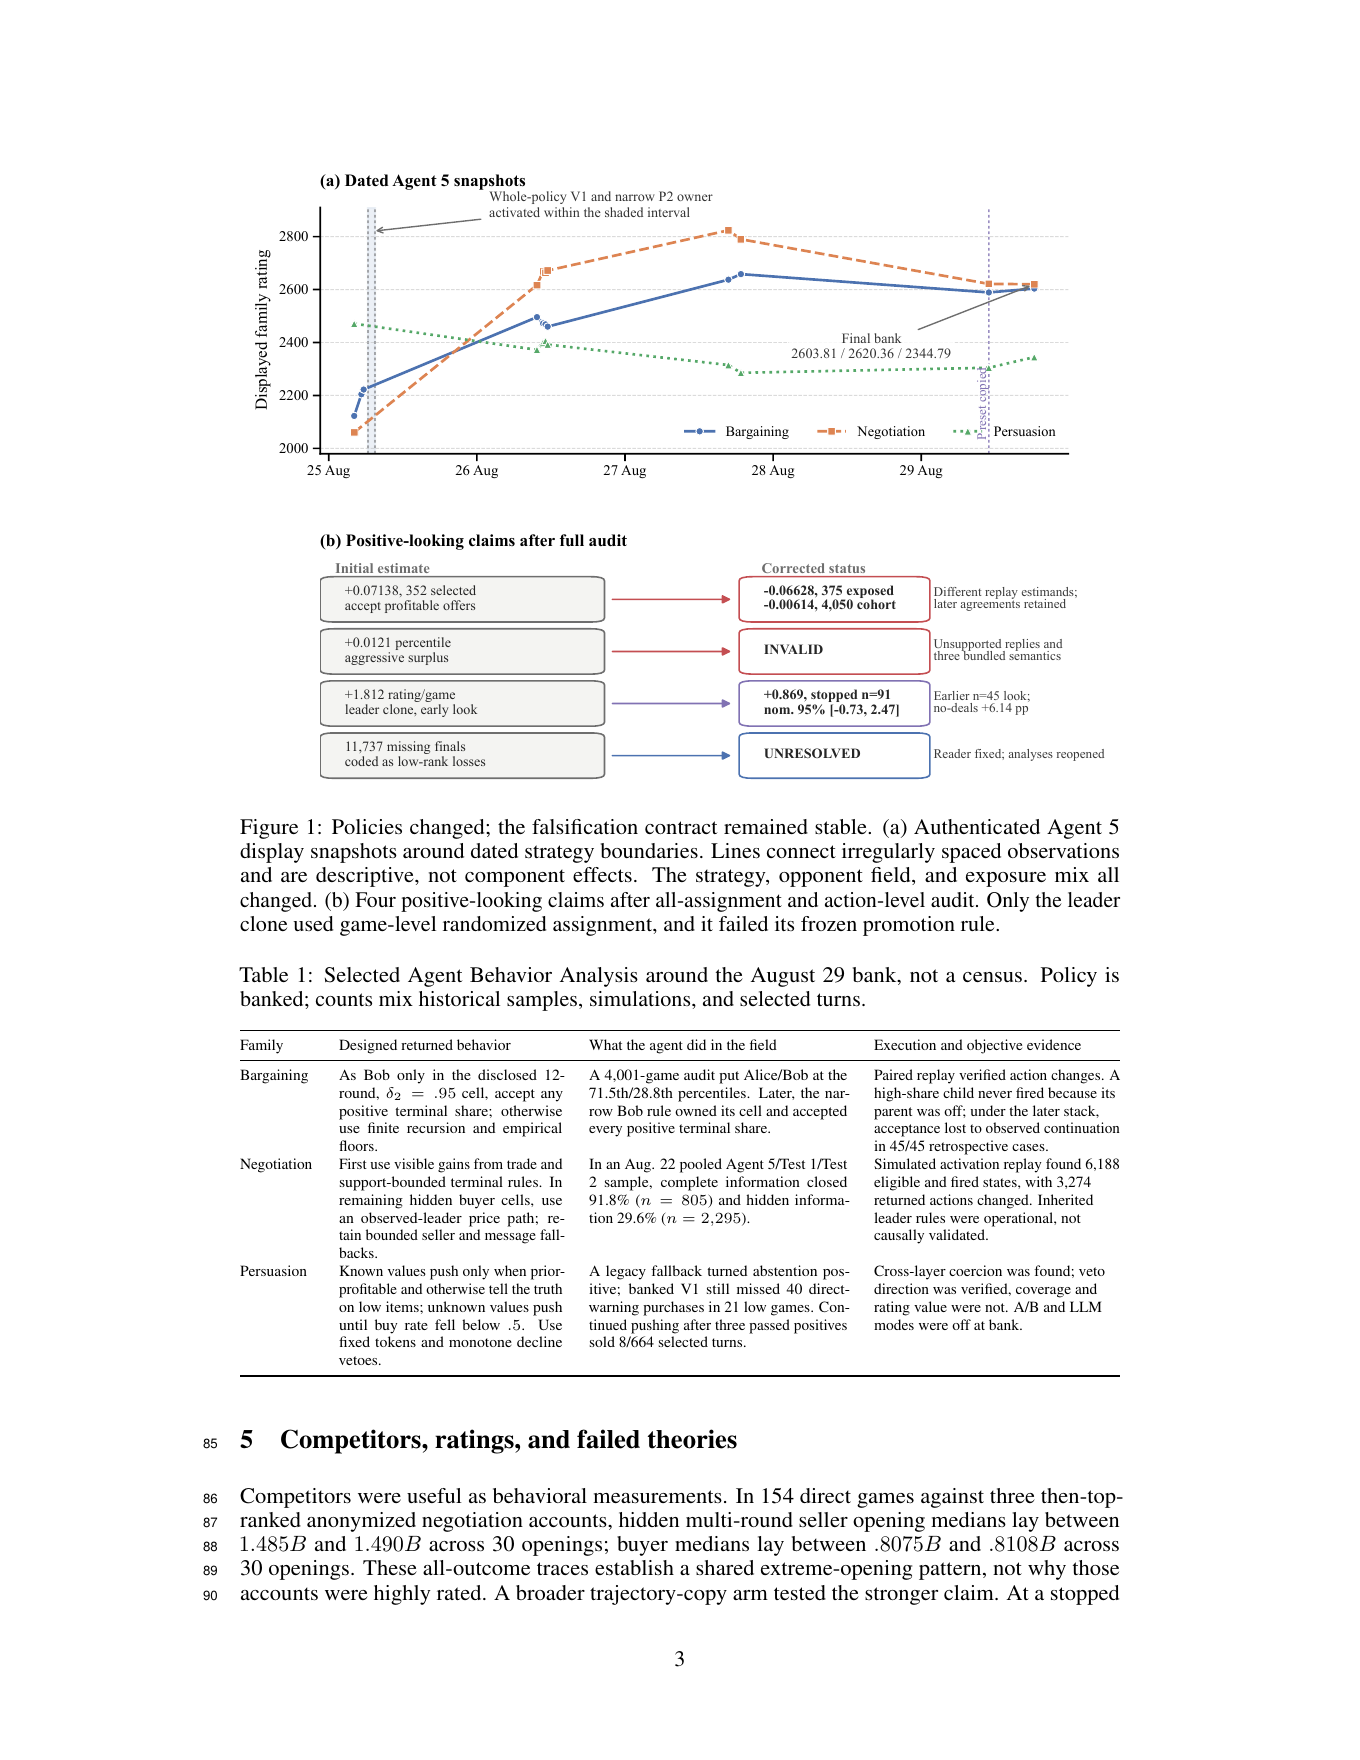 (a) Dated Agent 5 snapshots
Whole-policy V1 and narrow P2 owner
activated within the shaded interval
Displayed family rating
2800
2600
2400
2200
2000
Final bank
2603.81 / 2620.36 / 2344.79
P reset copied
Bargaining Negotiation Persuasion
25 Aug 26 Aug 27 Aug 28 Aug 29 Aug
(b) Positive-looking claims after full audit
Initial estimate Corrected status
+0.07138, 352 selected
accept profitable offers
-0.06628, 375 exposed
-0.00614, 4,050 cohort
Different replay estimands;
later agreements retained
+0.0121 percentile
aggressive surplus
INVALID
Unsupported replies and
three bundled semantics
+1.812 rating/game
leader clone, early look
+0.869, stopped n=91
nom. 95% [-0.73, 2.47]
Earlier n=45 look;
no-deals +6.14 pp
11,737 missing finals
coded as low-rank losses
UNRESOLVED
Reader fixed; analyses reopened
Figure 1: Policies changed; the falsification contract remained stable. (a) Authenticated Agent 5
display snapshots around dated strategy boundaries. Lines connect irregularly spaced observations
and are descriptive, not component effects. The strategy, opponent field, and exposure mix all
changed. (b) Four positive-looking claims after all-assignment and action-level audit. Only the leader
clone used game-level randomized assignment, and it failed its frozen promotion rule.
Table 1: Selected Agent Behavior Analysis around the August 29 bank, not a census. Policy is
banked; counts mix historical samples, simulations, and selected turns.
Family Designed returned behavior What the agent did in the field Execution and objective evidence
Bargaining
As Bob only in the disclosed 12-
round, δ₂ = .95 cell, accept any
positive terminal share; otherwise
use finite recursion and empirical
floors.
A 4,001-game audit put Alice/Bob at the
71.5th/28.8th percentiles. Later, the nar-
row Bob rule owned its cell and accepted
every positive terminal share.
Paired replay verified action changes. A
high-share child never fired because its
parent was off; under the later stack,
acceptance lost to observed continuation
in 45/45 retrospective cases.
Negotiation
First use visible gains from trade and
support-bounded terminal rules. In
remaining hidden buyer cells, use
an observed-leader price path; re-
tain bounded seller and message fall-
backs.
In an Aug. 22 pooled Agent 5/Test 1/Test
2 sample, complete information closed
91.8% (n = 805) and hidden informa-
tion 29.6% (n = 2,295).
Simulated activation replay found 6,188
eligible and fired states, with 3,274
returned actions changed. Inherited
leader rules were operational, not
causally validated.
Persuasion
Known values push only when prior-
profitable and otherwise tell the truth
on low items; unknown values push
until buy rate fell below .5. Use
fixed tokens and monotone decline
vetoes.
A legacy fallback turned abstention pos-
itive; banked V1 still missed 40 direct-
warning purchases in 21 low games. Con-
tinued pushing after three passed positives
sold 8/664 selected turns.
Cross-layer coercion was found; veto
direction was verified, coverage and
rating value were not. A/B and LLM
modes were off at bank.
85 5 Competitors, ratings, and failed theories
86 Competitors were useful as behavioral measurements. In 154 direct games against three then-top-
87 ranked anonymized negotiation accounts, hidden multi-round seller opening medians lay between
88 1.485B and 1.490B across 30 openings; buyer medians lay between .8075B and .8108B across
89 30 openings. These all-outcome traces establish a shared extreme-opening pattern, not why those
90 accounts were highly rated. A broader trajectory-copy arm tested the stronger claim. At a stopped
3